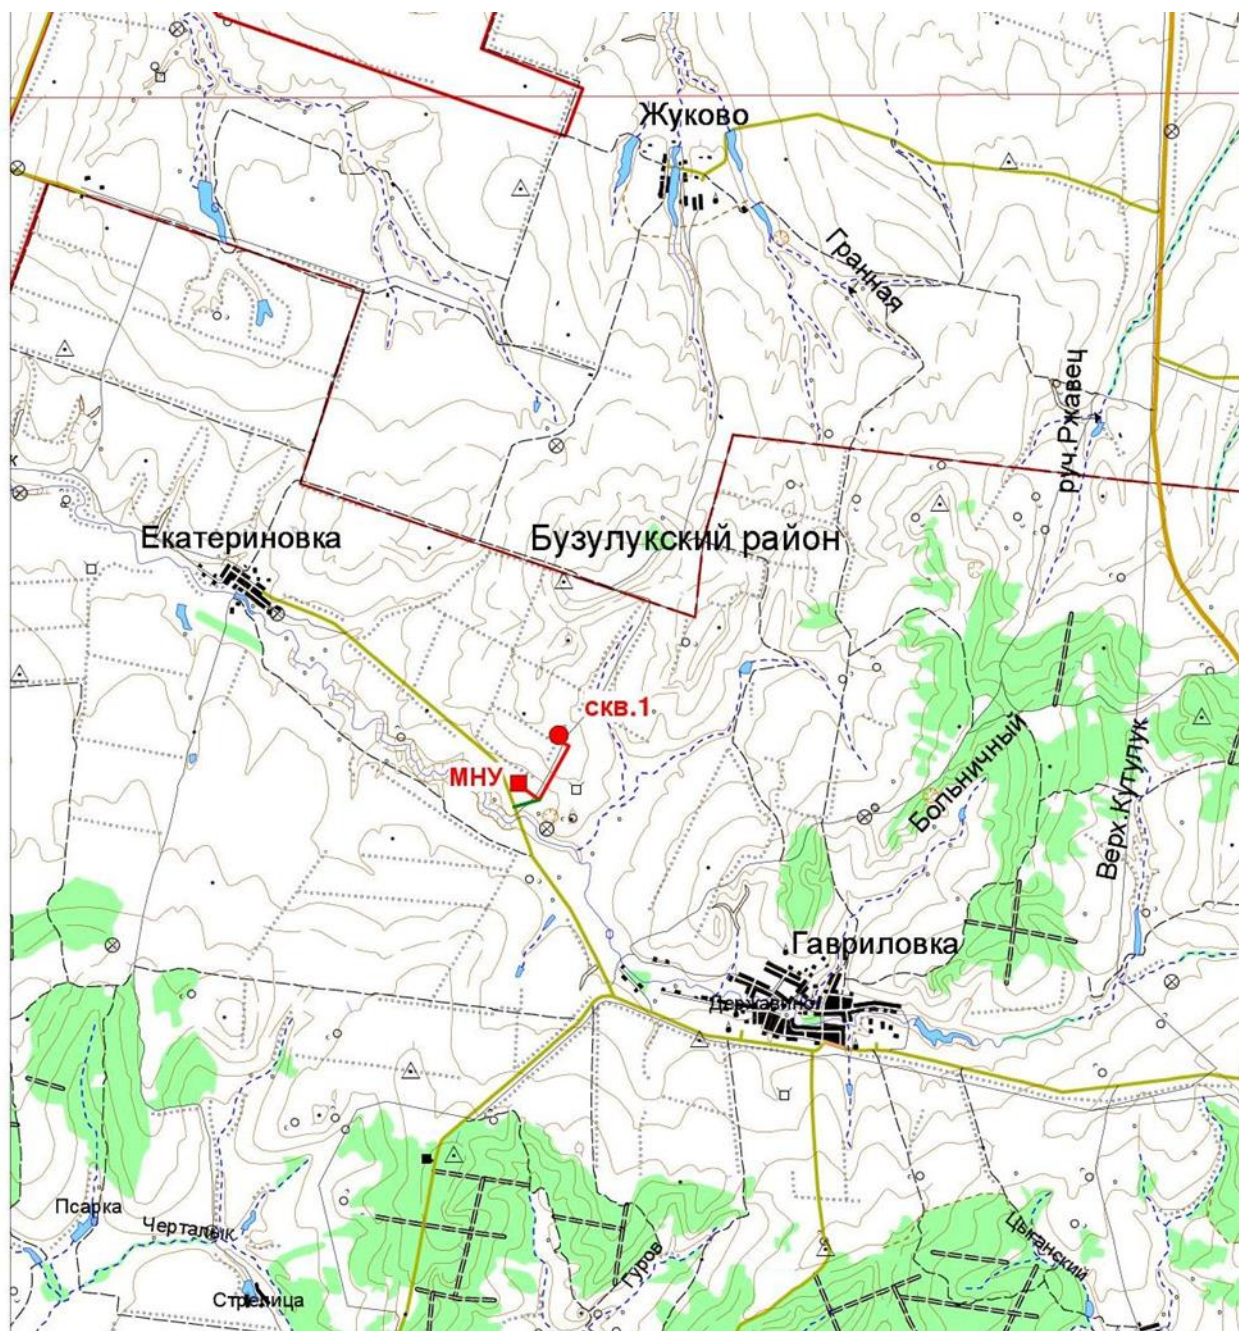 Жуково
Гранная
руч.Ржавец
к
Екатериновка
Бузулукский район
скв.1
МНУ
Больничный
Верх.Кутулук
Гавриловка
Державино
Псарка
Черталык
Гуров
Цыганский
Стрелица